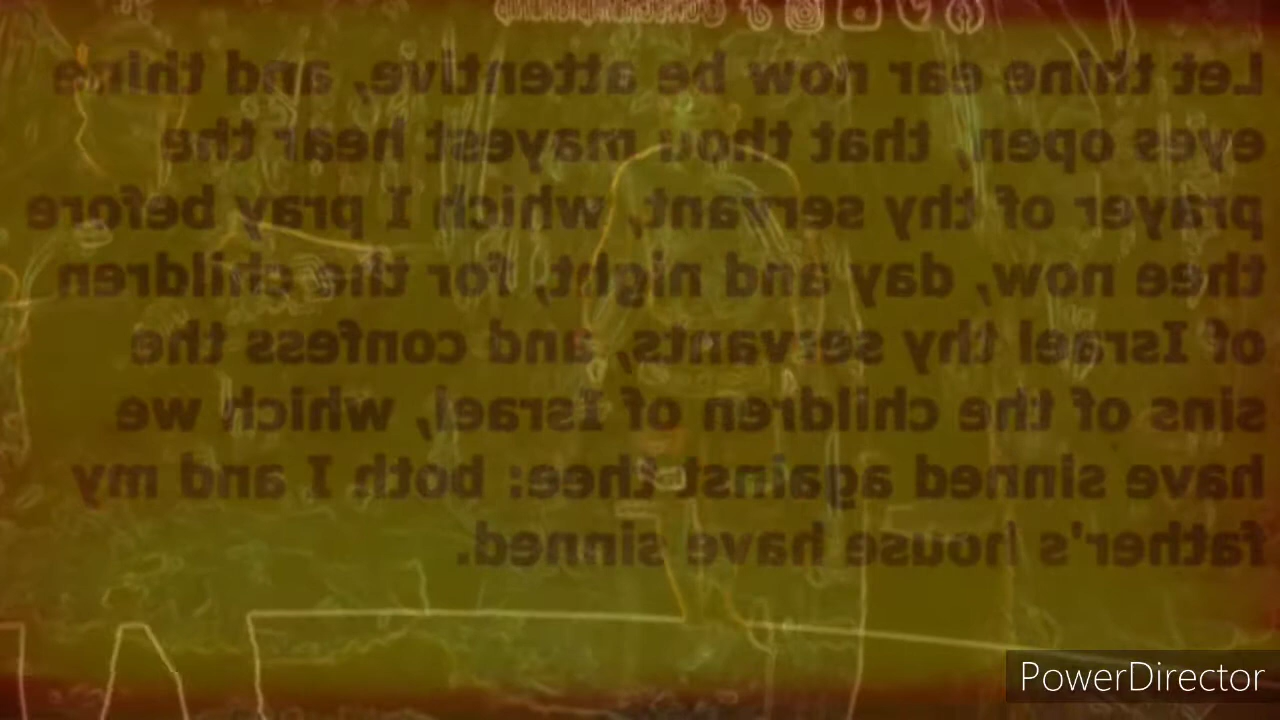 Let thine ear now be attentive, and thine
eyes open, that thou mayest hear the
prayer of thy servant, which I pray before
thee now, day and night, for the children
of Israel thy servants, and confess the
sins of the children of Israel, which we
have sinned against thee: both I and my
father's house have sinned.
PowerDirector